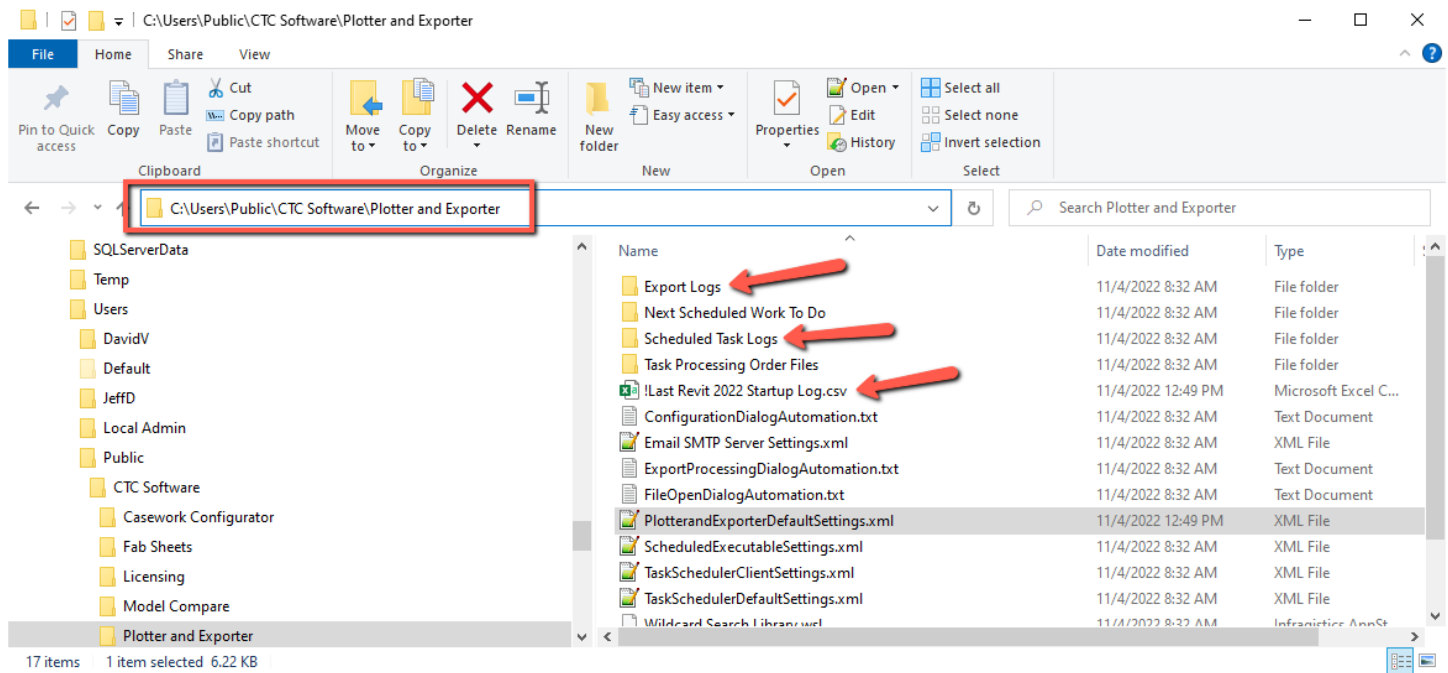 C:\Users\Public\CTC Software\Plotter and Exporter
File Home Share View
Pin to Quick access
Copy
Paste
Cut
Copy path
Paste shortcut
Clipboard
Move to
Copy to
Delete
Rename
Organize
New folder
New item
Easy access
New
Properties
Open
Edit
History
Open
Select all
Select none
Invert selection
Select
C:\Users\Public\CTC Software\Plotter and Exporter
Search Plotter and Exporter
SQLServerData
Temp
Users
DavidV
Default
JeffD
Local Admin
Public
CTC Software
Casework Configurator
Fab Sheets
Licensing
Model Compare
Plotter and Exporter
Name Date modified Type
Export Logs 11/4/2022 8:32 AM File folder
Next Scheduled Work To Do 11/4/2022 8:32 AM File folder
Scheduled Task Logs 11/4/2022 8:32 AM File folder
Task Processing Order Files 11/4/2022 8:32 AM File folder
!Last Revit 2022 Startup Log.csv 11/4/2022 12:49 PM Microsoft Excel C...
ConfigurationDialogAutomation.txt 11/4/2022 8:32 AM Text Document
Email SMTP Server Settings.xml 11/4/2022 8:32 AM XML File
ExportProcessingDialogAutomation.txt 11/4/2022 8:32 AM Text Document
FileOpenDialogAutomation.txt 11/4/2022 8:32 AM Text Document
PlotterandExporterDefaultSettings.xml 11/4/2022 12:49 PM XML File
ScheduledExecutableSettings.xml 11/4/2022 8:32 AM XML File
TaskSchedulerClientSettings.xml 11/4/2022 8:32 AM XML File
TaskSchedulerDefaultSettings.xml 11/4/2022 8:32 AM XML File
Wildcard Search Library.wsl 11/4/2022 8:32 AM Infragistics AppSt
17 items 1 item selected 6.22 KB